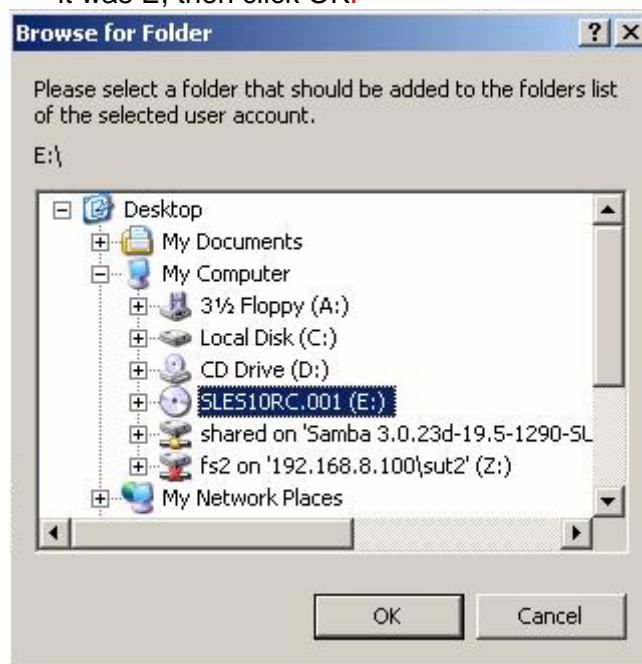 it was E, then click OK.
Browse for Folder
Please select a folder that should be added to the folders list
of the selected user account.
E:\
Desktop
My Documents
My Computer
3½ Floppy (A:)
Local Disk (C:)
CD Drive (D:)
SLES10RC.001 (E:)
shared on 'Samba 3.0.23d-19.5-1290-SL
fs2 on '192.168.8.100\sut2' (Z:)
My Network Places
OK Cancel